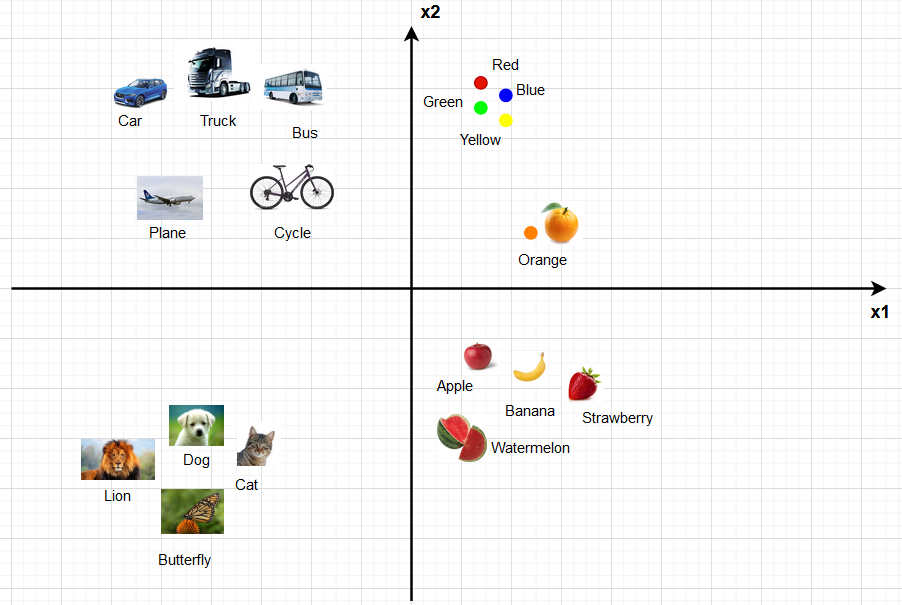 x2
Red
Blue
Green
Car
Truck
Bus
Yellow
Plane
Cycle
Orange
x1
Apple
Banana
Strawberry
Watermelon
Dog
Cat
Lion
Butterfly